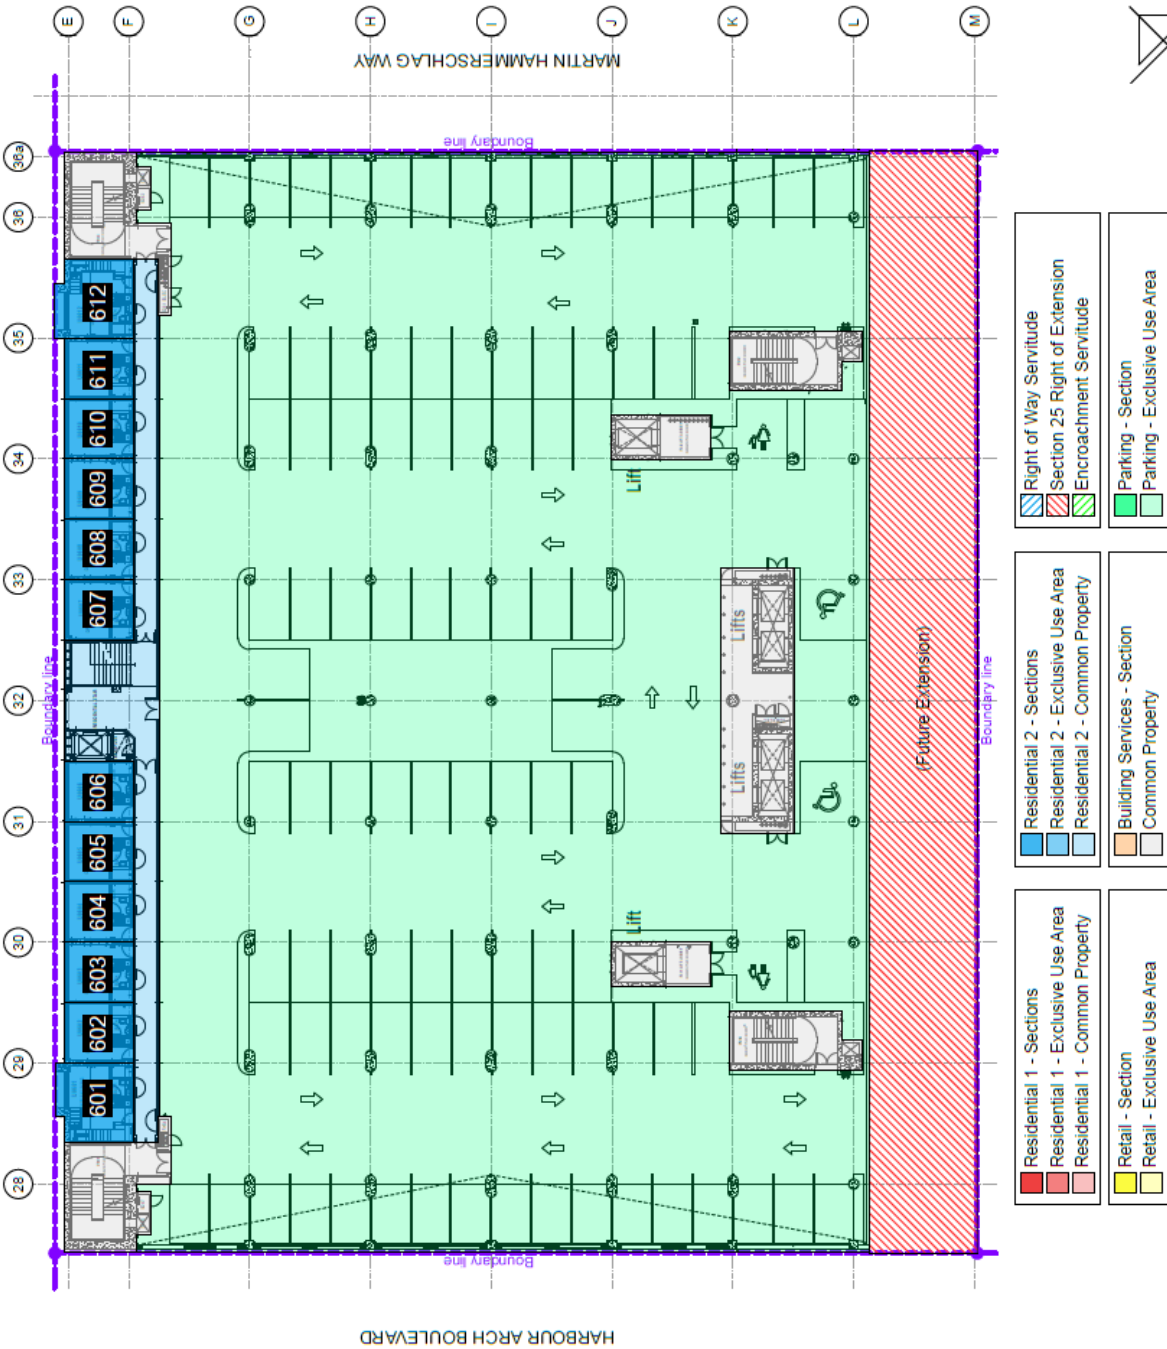 E
F
G
H
I
J
K
L
M
MARTIN HAMMERSCHLAG WAY
36a
36
35
34
33
32
31
30
29
28
Boundary line
Boundary line
Boundary line
Boundary line
612
611
610
609
608
607
606
605
604
603
602
601
Lift
Lifts
Lifts
Lift
(Future Extension)
HARBOUR ARCH BOULEVARD
Residential 1 - Sections
Residential 1 - Exclusive Use Area
Residential 1 - Common Property
Retail - Section
Retail - Exclusive Use Area
Residential 2 - Sections
Residential 2 - Exclusive Use Area
Residential 2 - Common Property
Building Services - Section
Common Property
Right of Way Servitude
Section 25 Right of Extension
Encroachment Servitude
Parking - Section
Parking - Exclusive Use Area